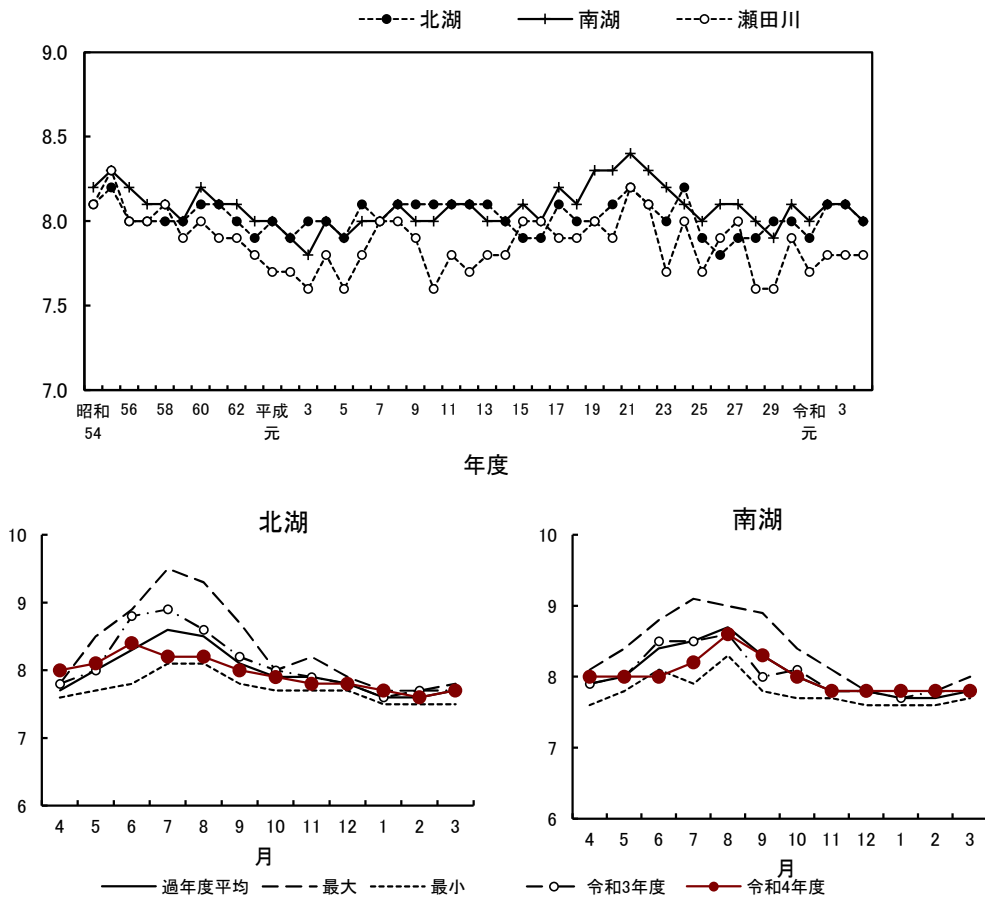 北湖 南湖 瀬田川
9.0
8.5
8.0
7.5
7.0
昭和 56 58 60 62 平成 3 5 7 9 11 13 15 17 19 21 23 25 27 29 令和 3
54 元 元
年度
北湖
10
9
8
7
6
4 5 6 7 8 9 10 11 12 1 2 3
月
南湖
10
9
8
7
6
4 5 6 7 8 9 10 11 12 1 2 3
月
過年度平均 最大 最小 令和3年度 令和4年度